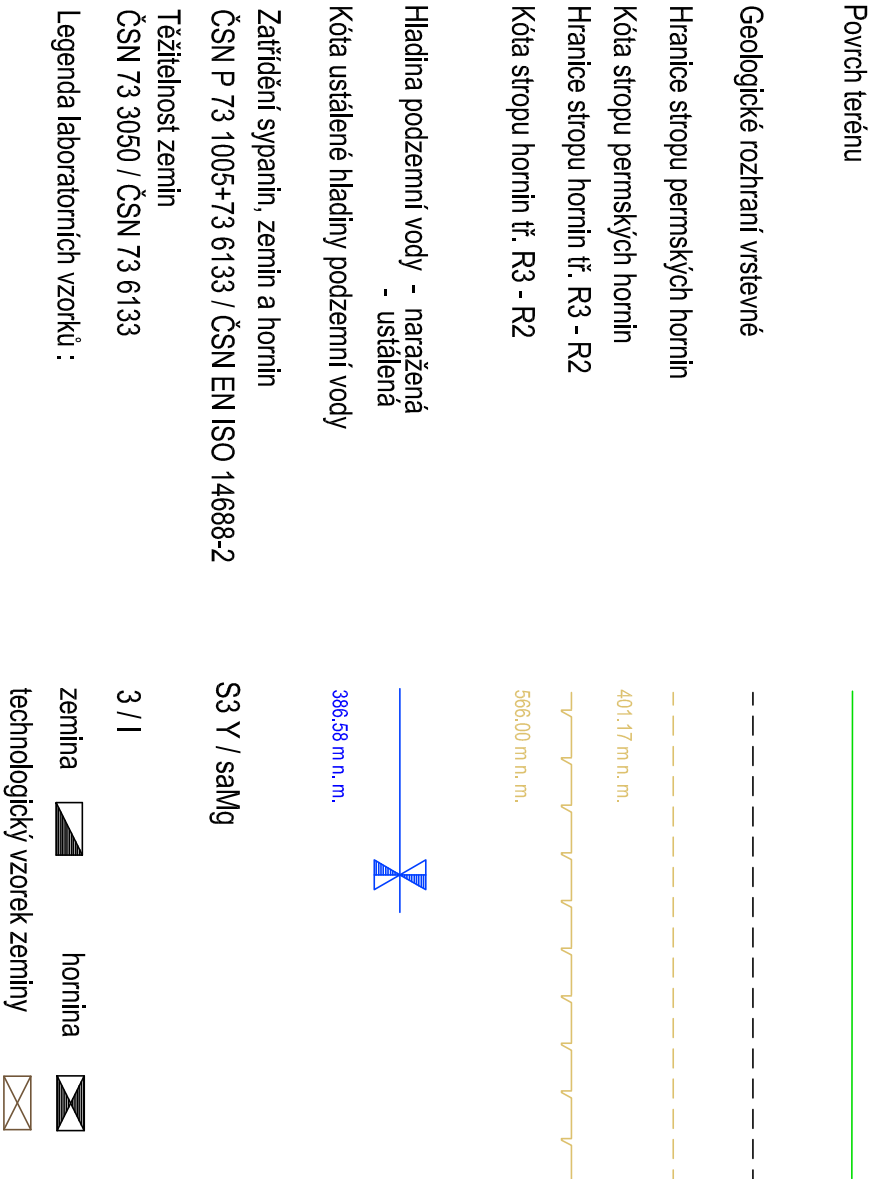 Povrch terénu
Geologické rozhraní vrstevné
Hranice stropu permských hornin
Kóta stropu permských hornin
401.17 m n. m.
Hranice stropu hornin tř. R3 - R2
Kóta stropu hornin tř. R3 - R2
566.00 m n. m.
Hladina podzemní vody - naražená
- ustálená
Kóta ustálené hladiny podzemní vody
386.58 m n. m.
Zatřídění sypanin, zemin a hornin
ČSN P 73 1005+73 6133 / ČSN EN ISO 14688-2
S3 Y / saMg
Těžitelnost zemin
ČSN 73 3050 / ČSN 73 6133
3 / I
Legenda laboratorních vzorků :
zemina
hornina
technologický vzorek zeminy